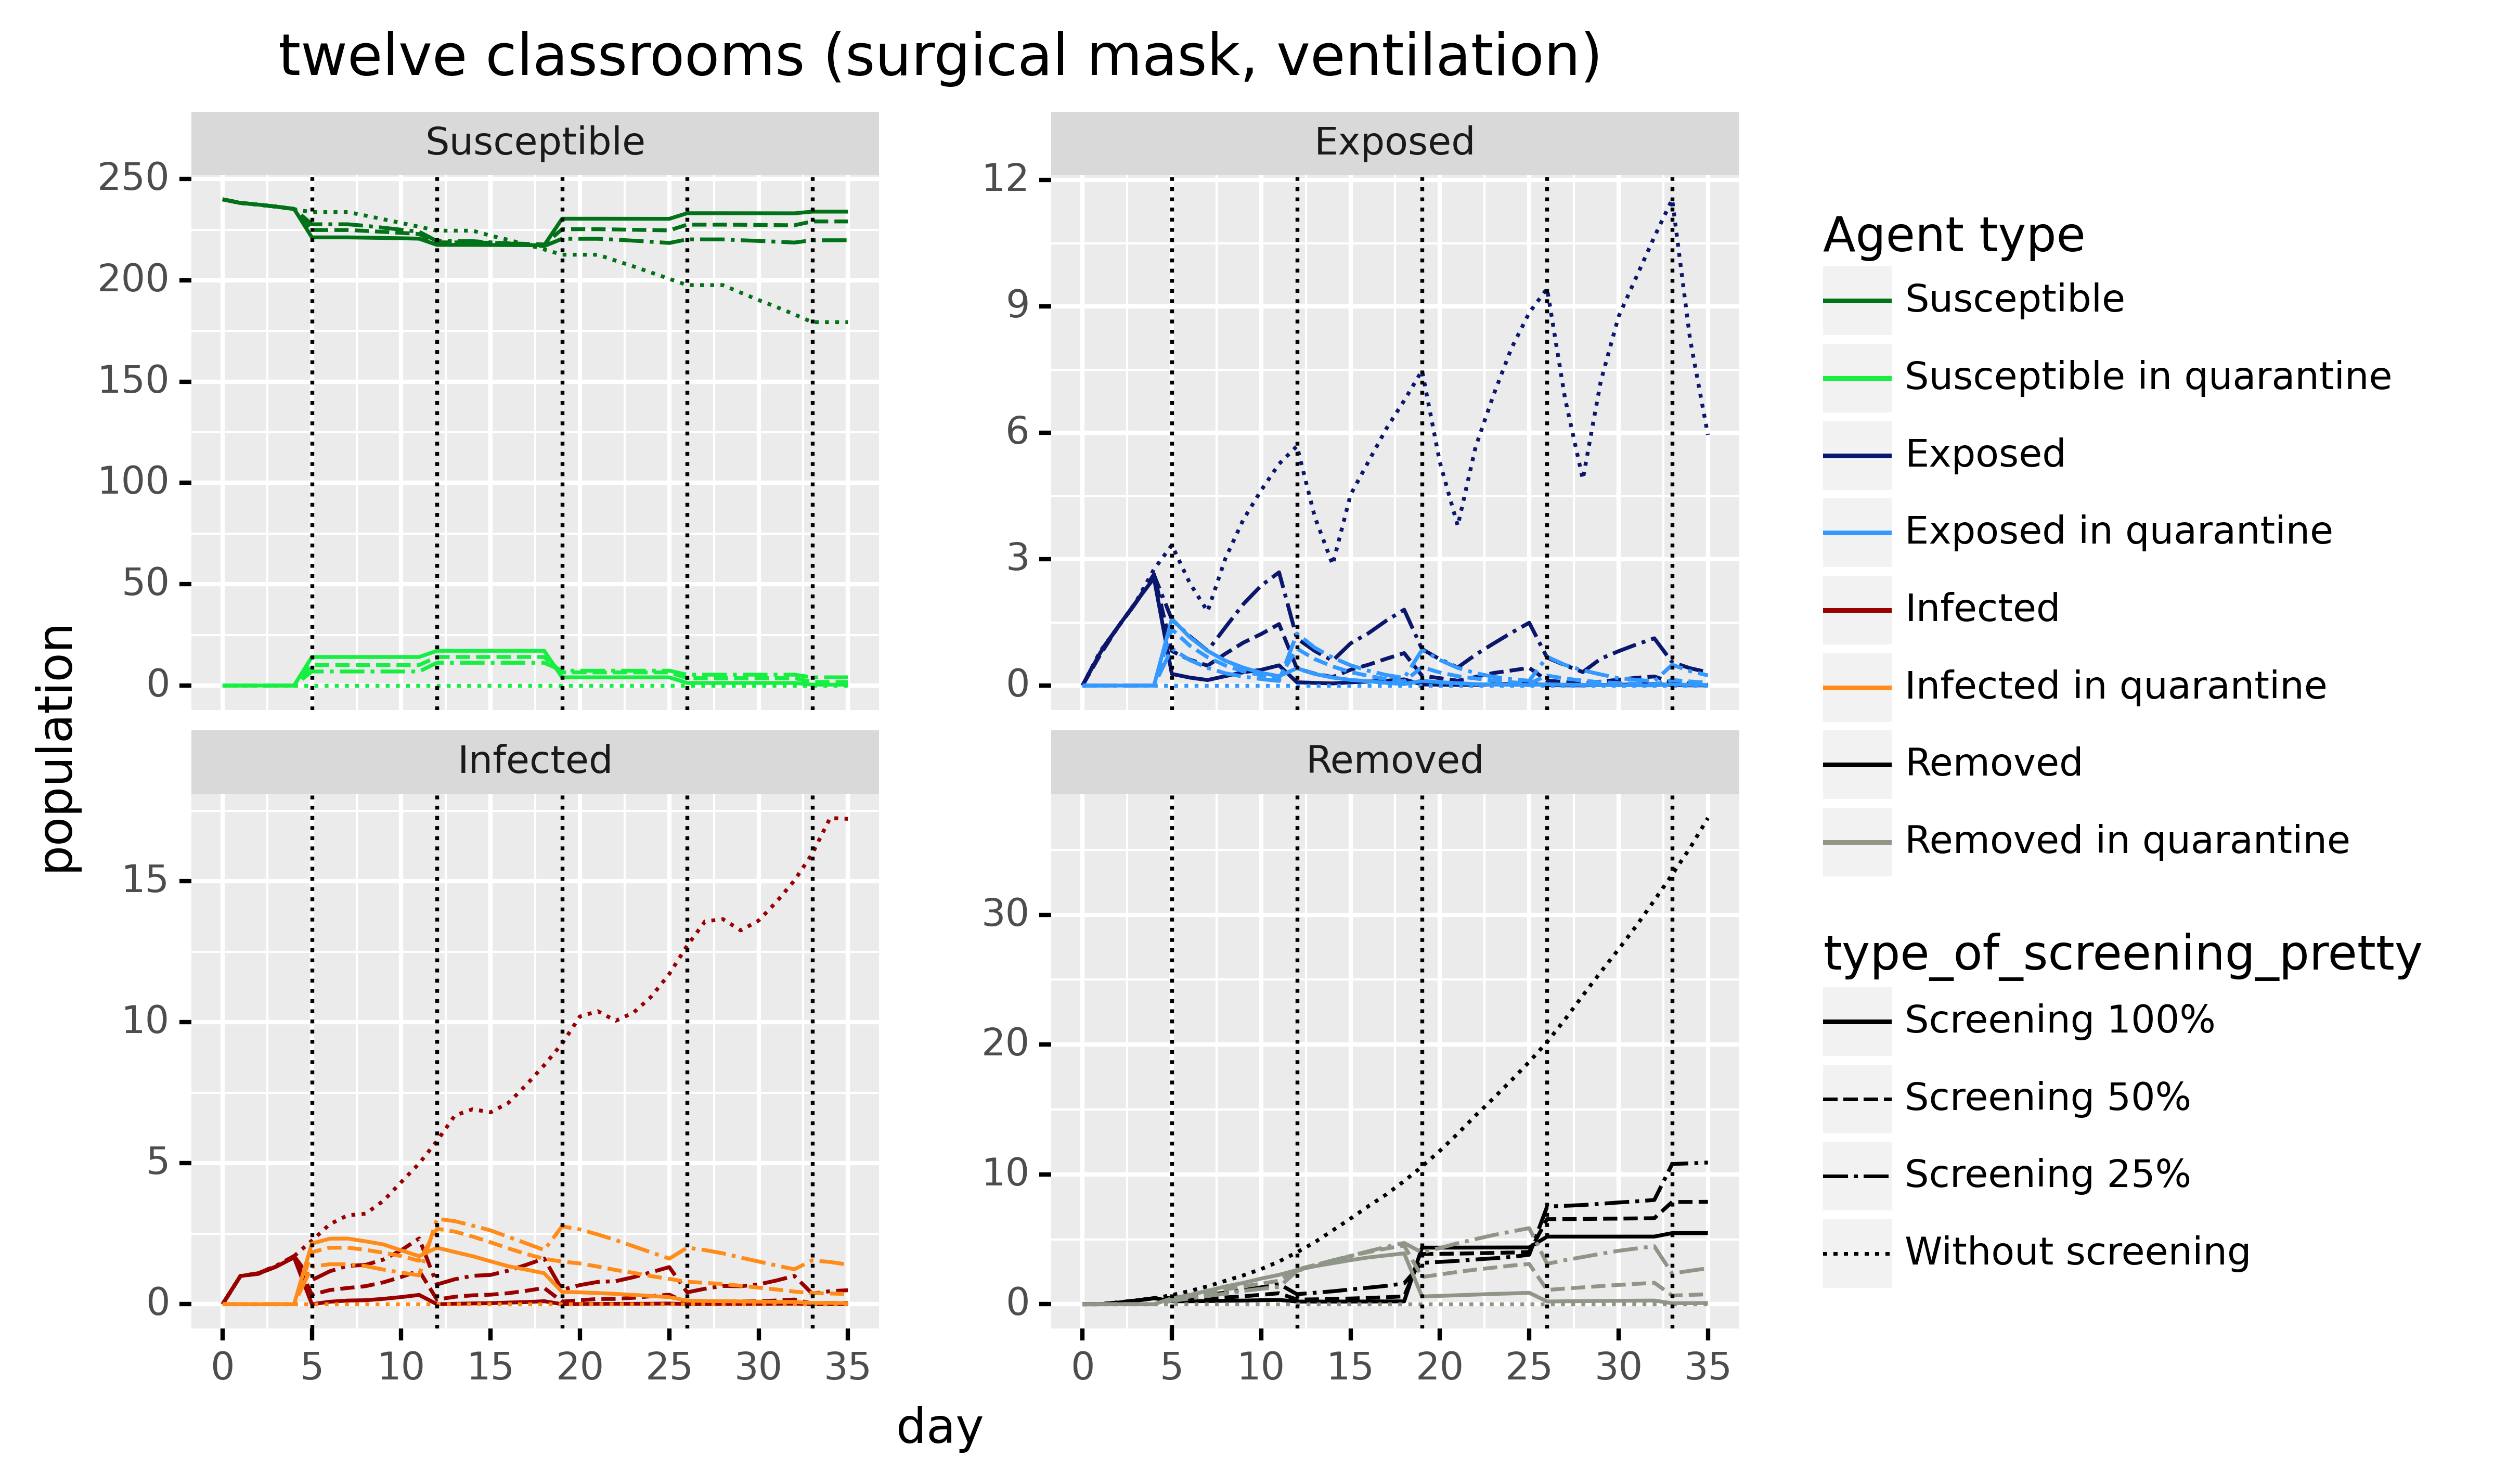 twelve classrooms (surgical mask, ventilation)
Susceptible
250
200
150
100
50
0
Exposed
12
9
6
3
0
Infected
15
10
5
0
0 5 10 15 20 25 30 35
Removed
30
20
10
0
0 5 10 15 20 25 30 35
population
day
Agent type
Susceptible
Susceptible in quarantine
Exposed
Exposed in quarantine
Infected
Infected in quarantine
Removed
Removed in quarantine
type_of_screening_pretty
Screening 100%
Screening 50%
Screening 25%
Without screening